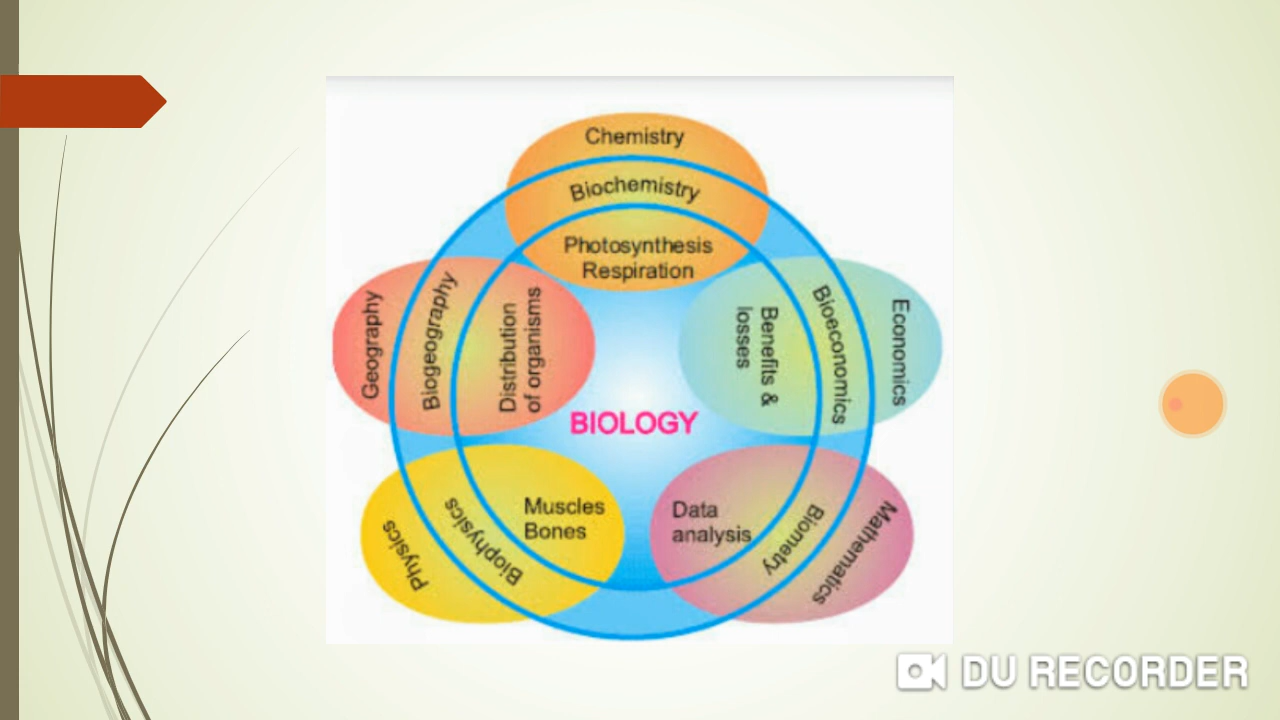 Chemistry
Biochemistry
Photosynthesis
Respiration
Geography
Biogeography
Distribution
of organisms
Benefits &
losses
Bioeconomics
Economics
BIOLOGY
Physics
Biophysics
Muscles
Bones
Data
analysis
Biometry
Mathematics
DU RECORDER